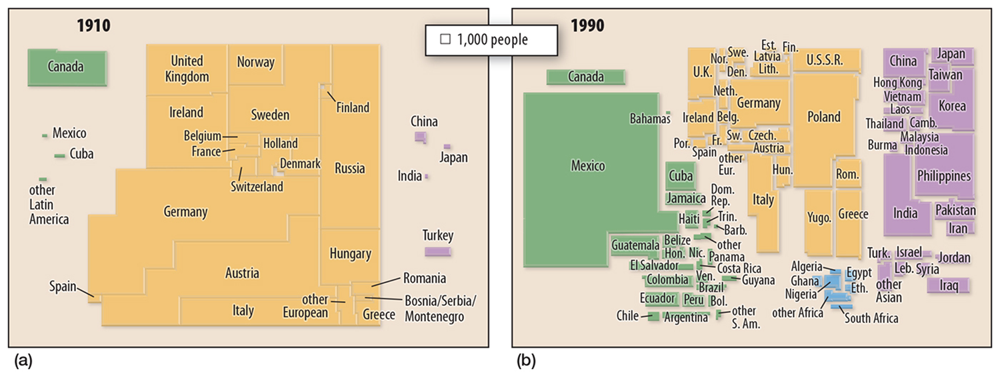 1910
Canada
Mexico
Cuba
other
Latin
America
United
Kingdom
Norway
Finland
Ireland
Sweden
Belgium
Holland
France
Denmark
Switzerland
Russia
Germany
Hungary
Austria
Spain
Romania
Italy
other
European
Greece
Bosnia/Serbia/
Montenegro
China
Japan
India
Turkey
(a)
1,000 people
1990
Canada
Mexico
Bahamas
Cuba
Jamaica
Dom.
Rep.
Haiti
Trin.
Barb.
Guatemala
Belize
other
Hon.
Nic.
Panama
El Salvador
Costa Rica
Colombia
Ven.
Guyana
Brazil
Ecuador
Peru
Bol.
Chile
Argentina
other
S. Am.
U.K.
Nor.
Swe.
Den.
Est.
Latvia
Lith.
Fin.
U.S.S.R.
Neth.
Germany
Ireland
Belg.
Poland
Por.
Spain
Fr.
Sw.
Czech.
Austria
other
Eur.
Hun.
Rom.
Italy
Yugo.
Greece
China
Japan
Taiwan
Hong Kong
Vietnam
Laos
Korea
Thailand
Camb.
Malaysia
Burma
Indonesia
Philippines
India
Pakistan
Iran
Turk.
Israel
Jordan
Leb.
Syria
other
Asian
Iraq
Algeria
Ghana
Egypt
Nigeria
Eth.
other Africa
South Africa
(b)